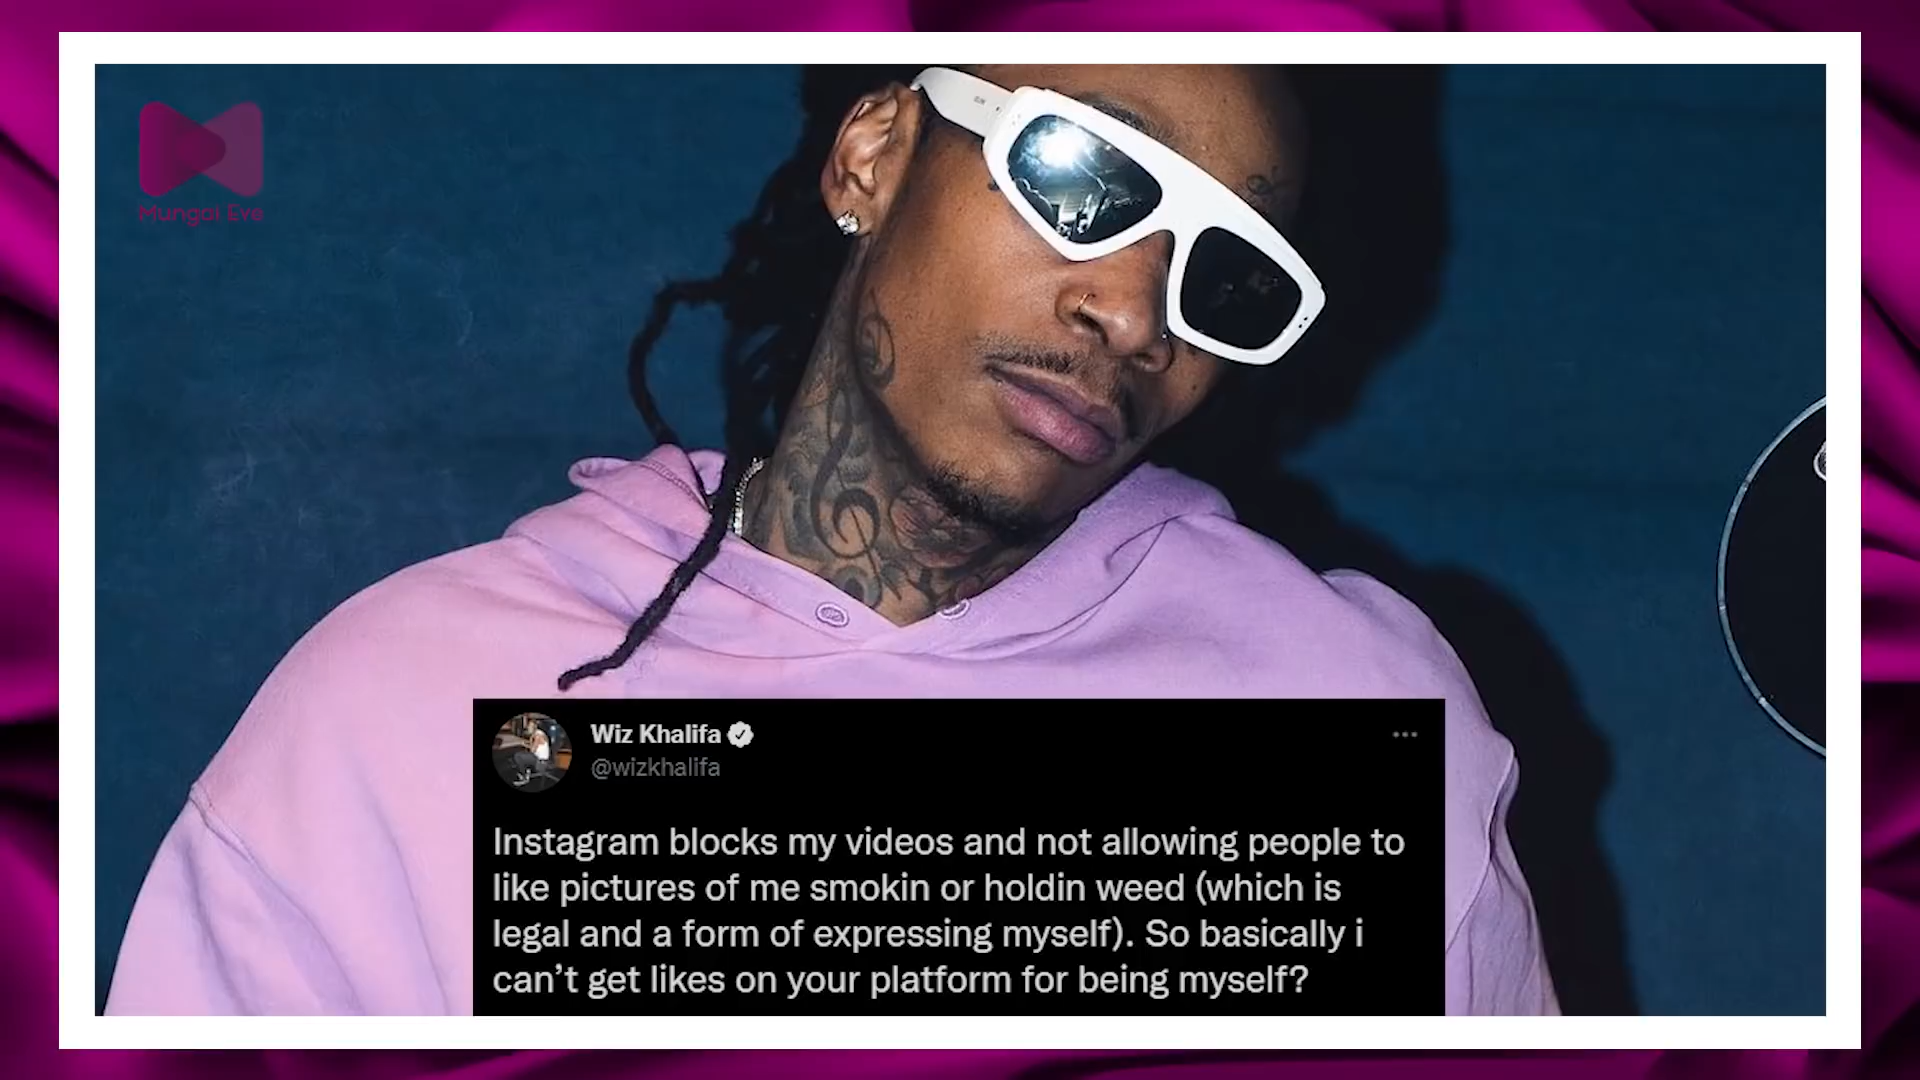 Mungai Eve
Wiz Khalifa
@wizkhalifa
Instagram blocks my videos and not allowing people to
like pictures of me smokin or holdin weed (which is
legal and a form of expressing myself). So basically i
can’t get likes on your platform for being myself?